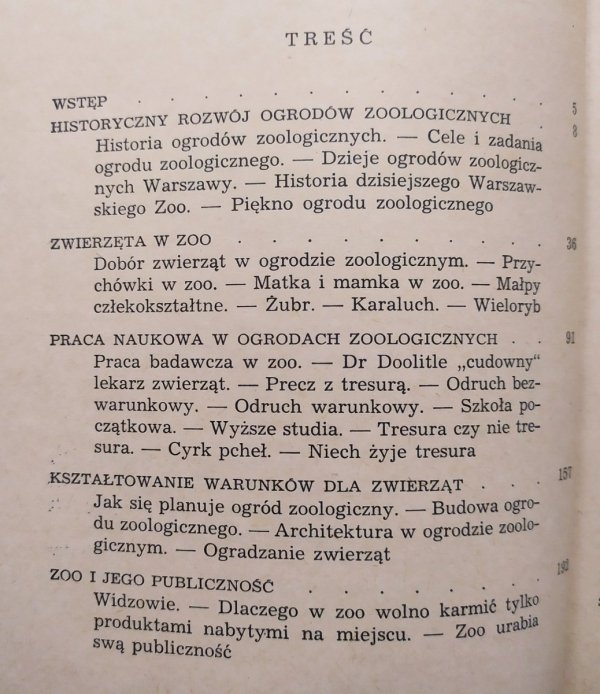 TREŚĆ
WSTĘP . . . . . . . . . . . . 5
HISTORYCZNY ROZWÓJ OGRODÓW ZOOLOGICZNYCH . 8
Historia ogrodów zoologicznych. — Cele i zadania
ogrodu zoologicznego. — Dzieje ogrodów zoologicz-
nych Warszawy. — Historia dzisiejszego Warszaw-
skiego Zoo. — Piękno ogrodu zoologicznego
ZWIERZĘTA W ZOO . . . . . . . . . 36
Dobór zwierząt w ogrodzie zoologicznym. — Przy-
chówki w zoo. — Matka i mamka w zoo. — Małpy
człekokształtne. — Żubr. — Karaluch. — Wieloryb
PRACA NAUKOWA W OGRODACH ZOOLOGICZNYCH . . 91
Praca badawcza w zoo. — Dr Doolitle „cudowny"
lekarz zwierząt. — Precz z tresurą. — Odruch bez-
warunkowy. — Odruch warunkowy. — Szkoła po-
czątkowa. — Wyższe studia. — Tresura czy nie tre-
sura. — Cyrk pcheł. — Niech żyje tresura
KSZTAŁTOWANIE WARUNKÓW DLA ZWIERZĄT . . . 157
Jak się planuje ogród zoologiczny. — Budowa ogro-
du zoologicznego. — Architektura w ogrodzie zoolo-
gicznym. — Ogradzanie zwierząt
ZOO I JEGO PUBLICZNOŚĆ . . . . . . . 192
Widzowie. — Dlaczego w zoo wolno karmić tylko
produktami nabytymi na miejscu. — Zoo urabia
swą publiczność